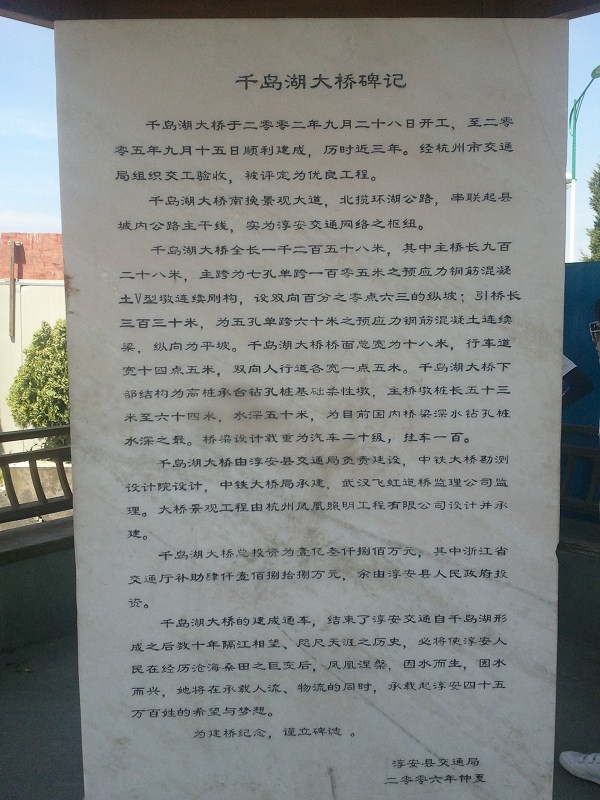 千岛湖大桥碑记
千岛湖大桥于二零零二年九月二十八日开工，至二零
零五年九月十五日顺利建成，历时近三年。经杭州市交通
局组织交工验收，被评定为优良工程。
千岛湖大桥南挽景观大道，北揽环湖公路，串联起县
城内公路主干线，实为淳安交通网络之枢纽。
千岛湖大桥全长一千二百五十八米，其中主桥长九百
二十八米，主跨为七孔单跨一百零五米之预应力钢筋混凝
土V型墩连续刚构，设双向百分之零点六三的纵坡；引桥长
三百三十米，为五孔单跨六十米之预应力钢筋混凝土连续
梁，纵向为平坡。千岛湖大桥桥面总宽为十八米，行车道
宽十四点五米，双向人行道各宽一点五米。千岛湖大桥下
部结构为高桩承台钻孔桩基础柔性墩，主桥墩桩长五十三
米至六十四米，水深五十米，为目前国内桥梁深水钻孔桩
水深之最。桥梁设计载重为汽车二十级，挂车一百。
千岛湖大桥由淳安县交通局负责建设，中铁大桥勘测
设计院设计，中铁大桥局承建，武汉飞虹建桥监理公司监
理。大桥景观工程由杭州凤凰照明工程有限公司设计并承
建。
千岛湖大桥总投资为壹亿叁仟捌佰万元，其中浙江省
交通厅补助肆仟壹佰捌拾捌万元，余由淳安县人民政府投
资。
千岛湖大桥的建成通车，结束了淳安交通自千岛湖形
成之后数十年隔江相望、咫尺天涯之历史，必将使淳安人
民在经历沧海桑田之巨变后，凤凰涅槃，因水而生，因水
而兴，她将在承载人流、物流的同时，承载起淳安四十五
万百姓的希望与梦想。
为建桥纪念，谨立碑志。
淳安县交通局
二零零六年仲夏